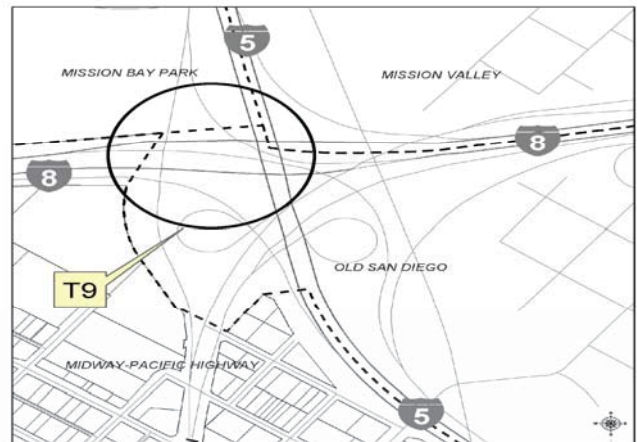 5
MISSION BAY PARK
MISSION VALLEY
8
8
OLD SAN DIEGO
T9
MIDWAY-PACIFIC HIGHWAY
5